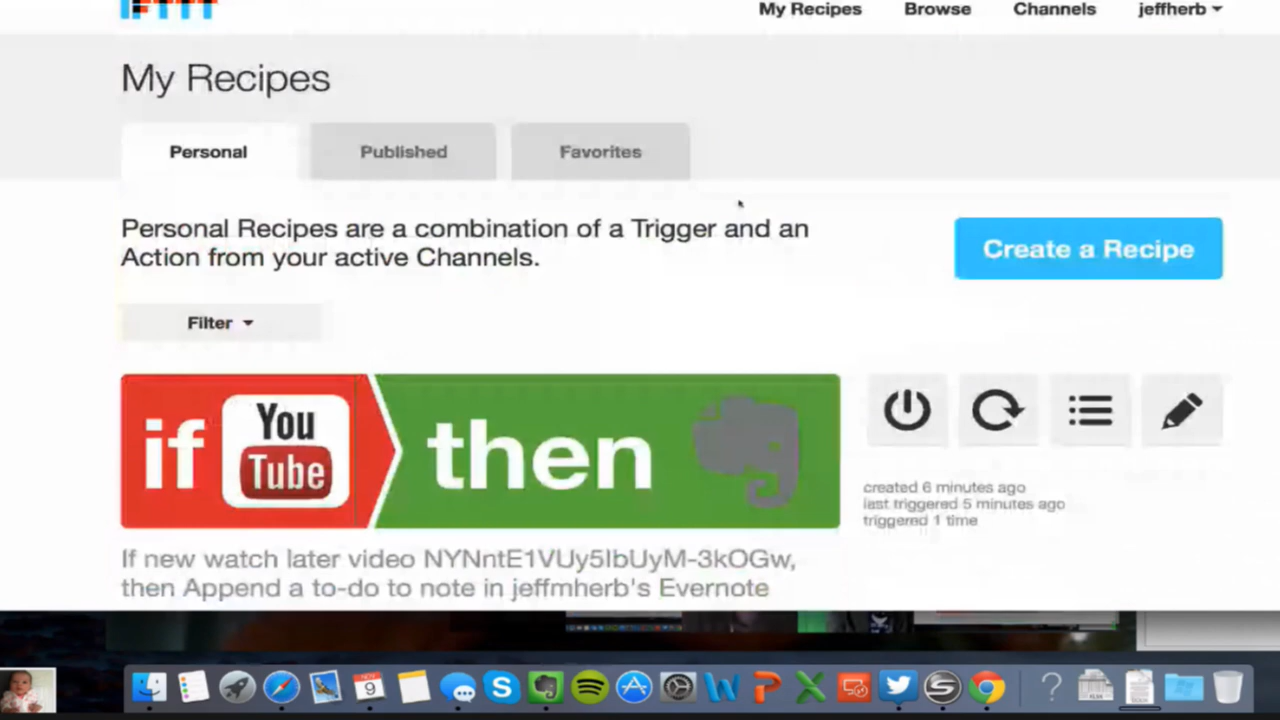 My Recipes Browse Channels jeffherb
My Recipes
Personal Published Favorites
Personal Recipes are a combination of a Trigger and an
Action from your active Channels.
Create a Recipe
Filter
if You
Tube then
created 6 minutes ago
last triggered 5 minutes ago
triggered 1 time
If new watch later video NYNntE1VUy5IbUyM-3kOGw,
then Append a to-do to note in jeffmherb's Evernote
NOV
9